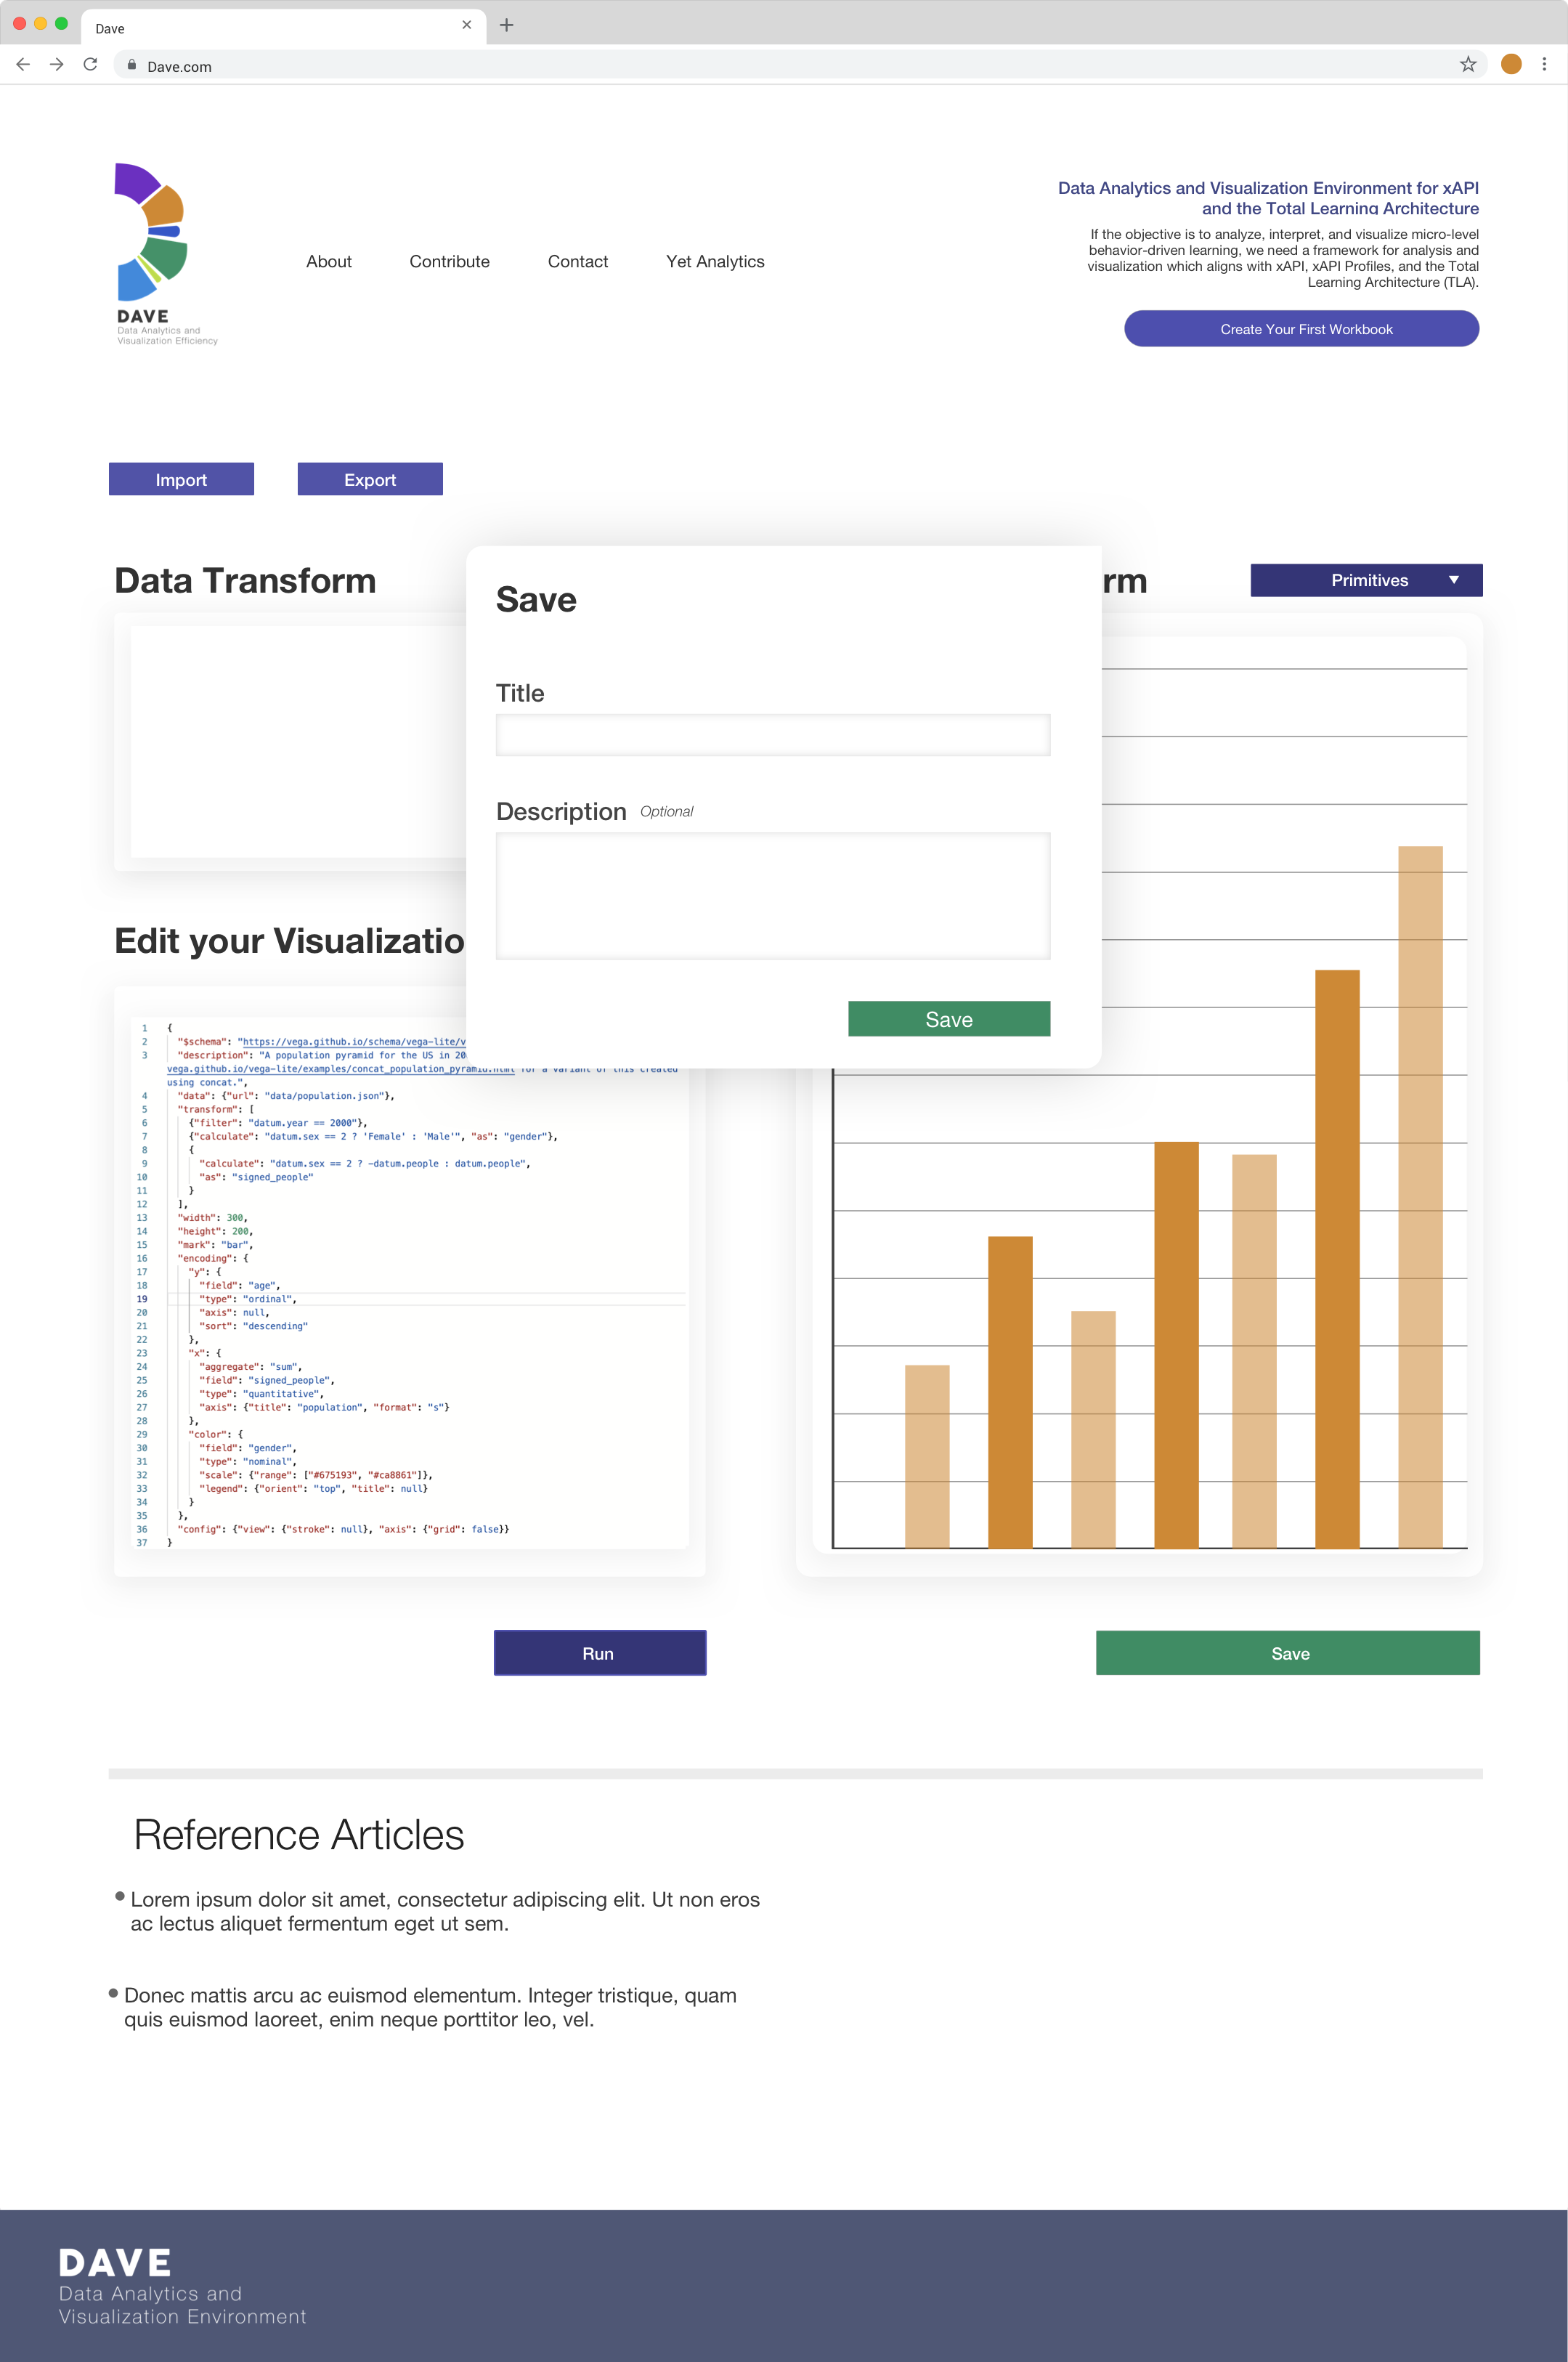 Dave
Dave.com
DAVE
Data Analytics and
Visualization Efficiency
About
Contribute
Contact
Yet Analytics
Data Analytics and Visualization Environment for xAPI
and the Total Learning Architecture
If the objective is to analyze, interpret, and visualize micro-level
behavior-driven learning, we need a framework for analysis and
visualization which aligns with xAPI, xAPI Profiles, and the Total
Learning Architecture (TLA).
Create Your First Workbook
Import
Export
Data Transform
rm
Primitives
Save
Title
Description Optional
Save
Edit your Visualizatio
1 {
2 "$schema": "https://vega.github.io/schema/vega-lite/v
3 "description": "A population pyramid for the US in 20
vega.github.io/vega-lite/examples/concat_population_pyramid.html for a variant of this created
using concat.",
4 "data": {"url": "data/population.json"},
5 "transform": [
6 {"filter": "datum.year == 2000"},
7 {"calculate": "datum.sex == 2 ? 'Female' : 'Male'", "as": "gender"},
8 {
9 "calculate": "datum.sex == 2 ? -datum.people : datum.people",
10 "as": "signed_people"
11 }
12 ],
13 "width": 300,
14 "height": 200,
15 "mark": "bar",
16 "encoding": {
17 "y": {
18 "field": "age",
19 "type": "ordinal",
20 "axis": null,
21 "sort": "descending"
22 },
23 "x": {
24 "aggregate": "sum",
25 "field": "signed_people",
26 "type": "quantitative",
27 "axis": {"title": "population", "format": "s"}
28 },
29 "color": {
30 "field": "gender",
31 "type": "nominal",
32 "scale": {"range": ["#675193", "#ca8861"]},
33 "legend": {"orient": "top", "title": null}
34 }
35 },
36 "config": {"view": {"stroke": null}, "axis": {"grid": false}}
37 }
Run
Save
Reference Articles
Lorem ipsum dolor sit amet, consectetur adipiscing elit. Ut non eros
ac lectus aliquet fermentum eget ut sem.
Donec mattis arcu ac euismod elementum. Integer tristique, quam
quis euismod laoreet, enim neque porttitor leo, vel.
DAVE
Data Analytics and
Visualization Environment